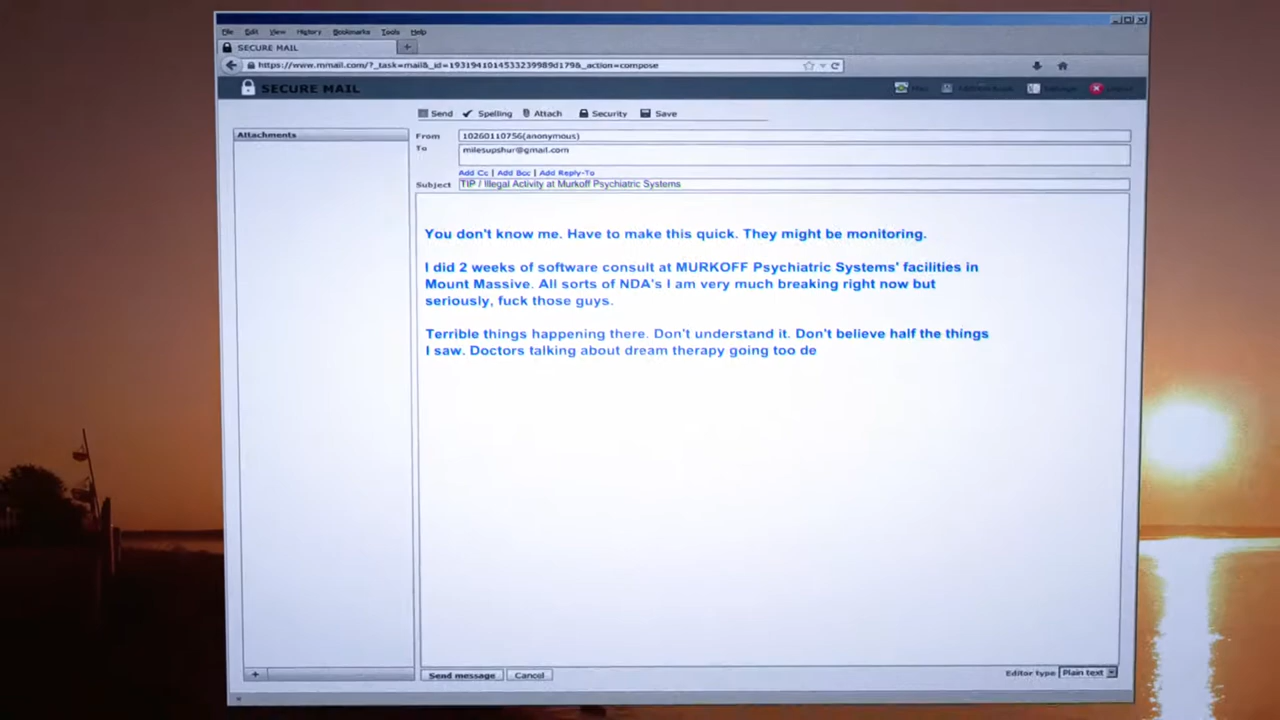 File Edit View History Bookmarks Tools Help
SECURE MAIL +
https://www.mmail.com/?_task=mail&_id=1931941014533239989d179&_action=compose
SECURE MAIL
Send Spelling Attach Security Save
Attachments
From 10260110756(anonymous)
To milesupshur@gmail.com
Add Cc | Add Bcc | Add Reply-To
Subject TIP / Illegal Activity at Murkoff Psychiatric Systems
You don't know me. Have to make this quick. They might be monitoring.
I did 2 weeks of software consult at MURKOFF Psychiatric Systems' facilities in
Mount Massive. All sorts of NDA's I am very much breaking right now but
seriously, fuck those guys.
Terrible things happening there. Don't understand it. Don't believe half the things
I saw. Doctors talking about dream therapy going too de
+
Send message Cancel
Editor type Plain text